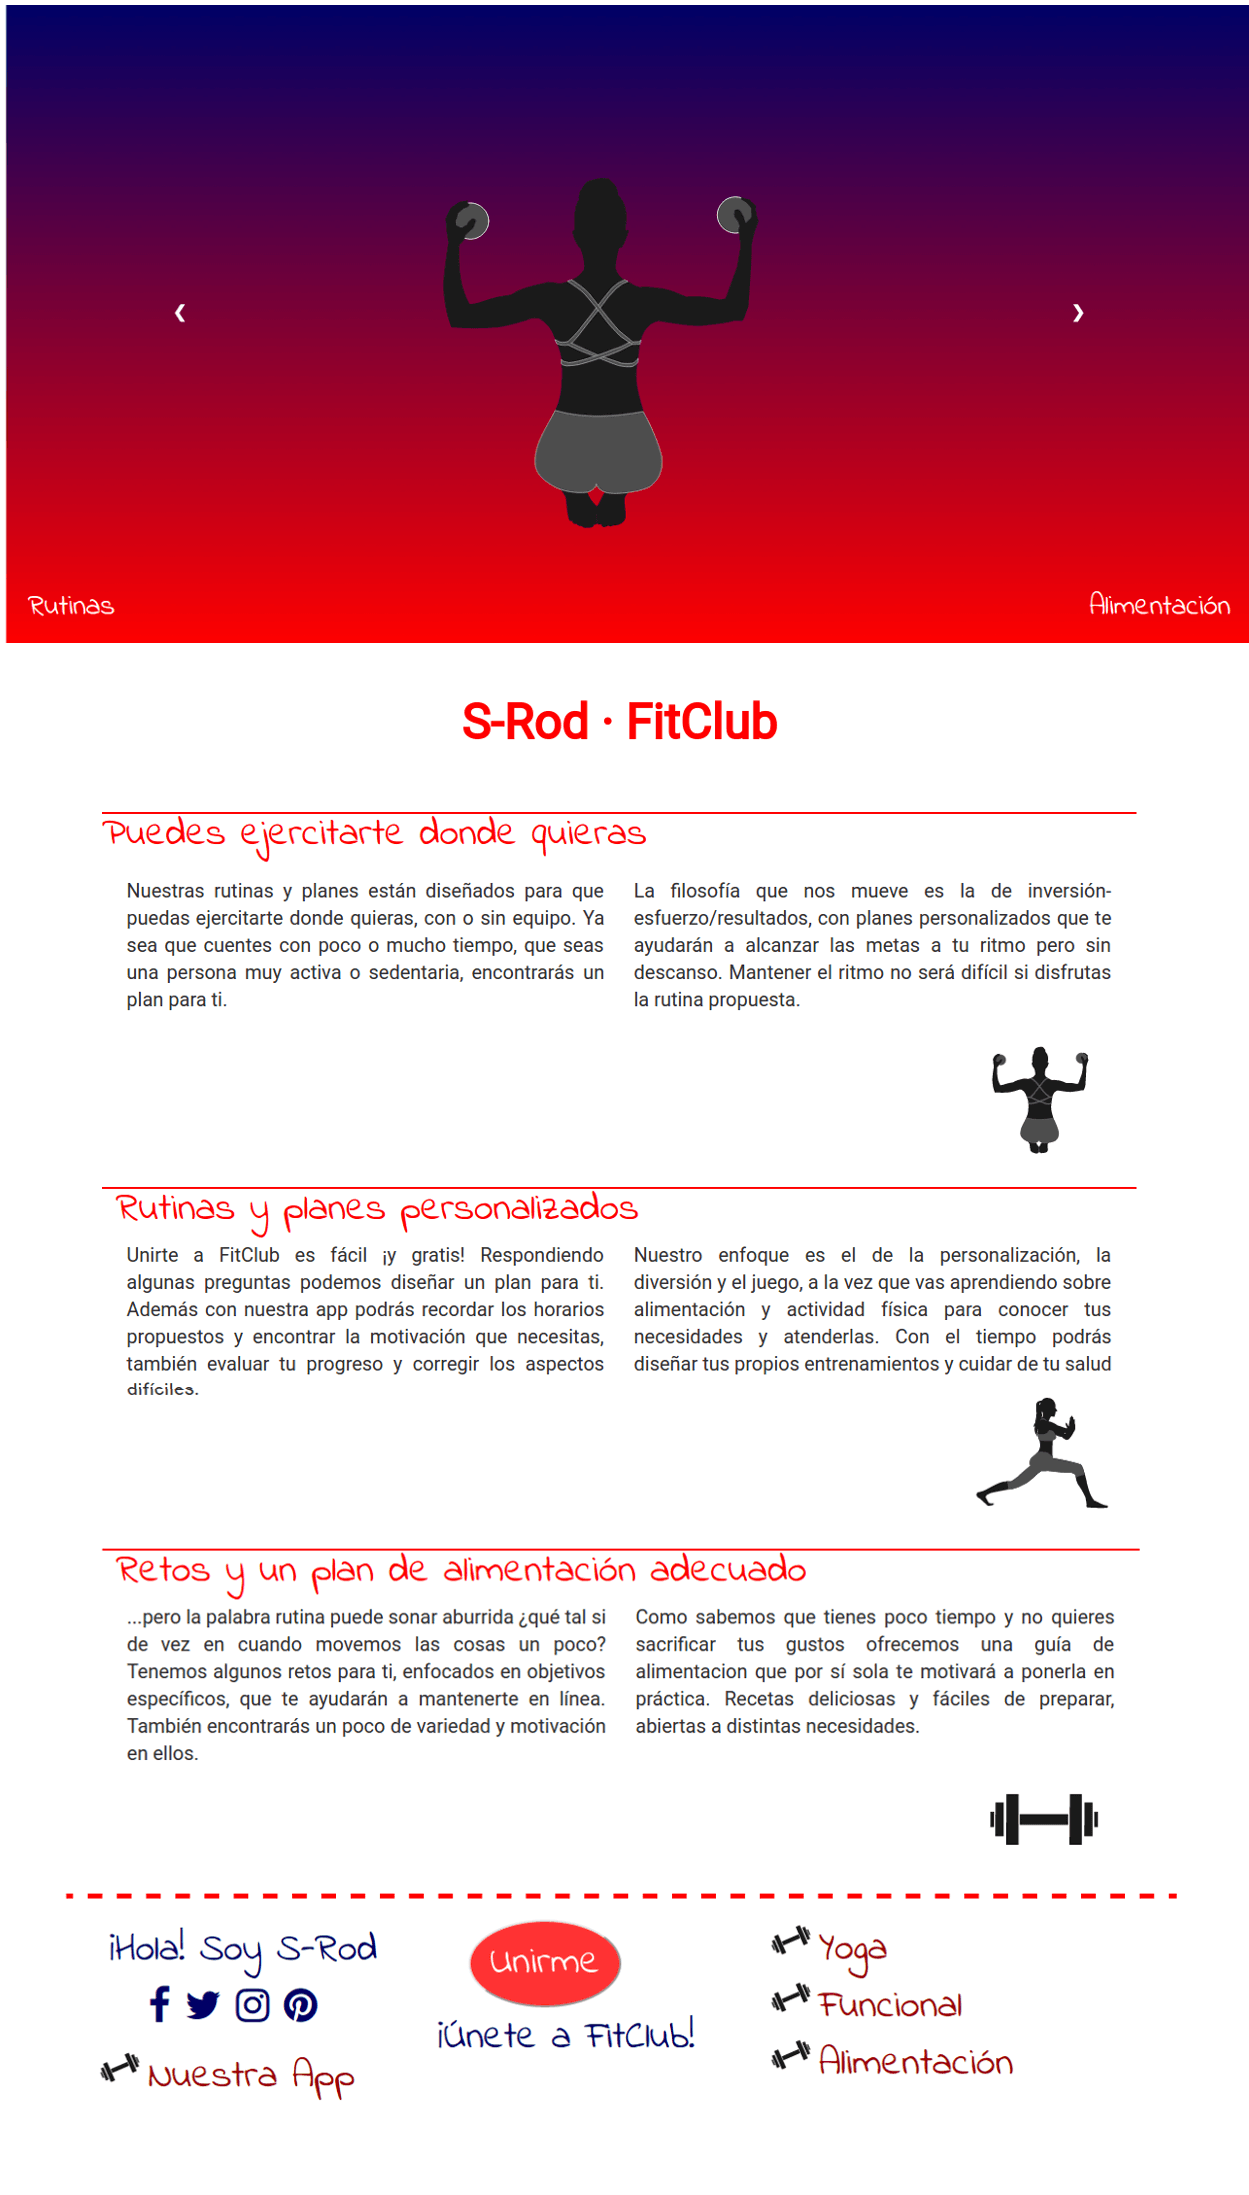 ❮ ❯
Rutinas Alimentación
S-Rod · FitClub
Puedes ejercitarte donde quieras
Nuestras rutinas y planes están diseñados para que
puedas ejercitarte donde quieras, con o sin equipo. Ya
sea que cuentes con poco o mucho tiempo, que seas
una persona muy activa o sedentaria, encontrarás un
plan para ti.
La filosofía que nos mueve es la de inversión-
esfuerzo/resultados, con planes personalizados que te
ayudarán a alcanzar las metas a tu ritmo pero sin
descanso. Mantener el ritmo no será difícil si disfrutas
la rutina propuesta.
Rutinas y planes personalizados
Unirte a FitClub es fácil ¡y gratis! Respondiendo
algunas preguntas podemos diseñar un plan para ti.
Además con nuestra app podrás recordar los horarios
propuestos y encontrar la motivación que necesitas,
también evaluar tu progreso y corregir los aspectos
difíciles.
Nuestro enfoque es el de la personalización, la
diversión y el juego, a la vez que vas aprendiendo sobre
alimentación y actividad física para conocer tus
necesidades y atenderlas. Con el tiempo podrás
diseñar tus propios entrenamientos y cuidar de tu salud
Retos y un plan de alimentación adecuado
...pero la palabra rutina puede sonar aburrida ¿qué tal si
de vez en cuando movemos las cosas un poco?
Tenemos algunos retos para ti, enfocados en objetivos
específicos, que te ayudarán a mantenerte en línea.
También encontrarás un poco de variedad y motivación
en ellos.
Como sabemos que tienes poco tiempo y no quieres
sacrificar tus gustos ofrecemos una guía de
alimentacion que por sí sola te motivará a ponerla en
práctica. Recetas deliciosas y fáciles de preparar,
abiertas a distintas necesidades.
¡Hola! Soy S-Rod
Nuestra App
Unirme
¡Únete a FitClub!
Yoga
Funcional
Alimentación